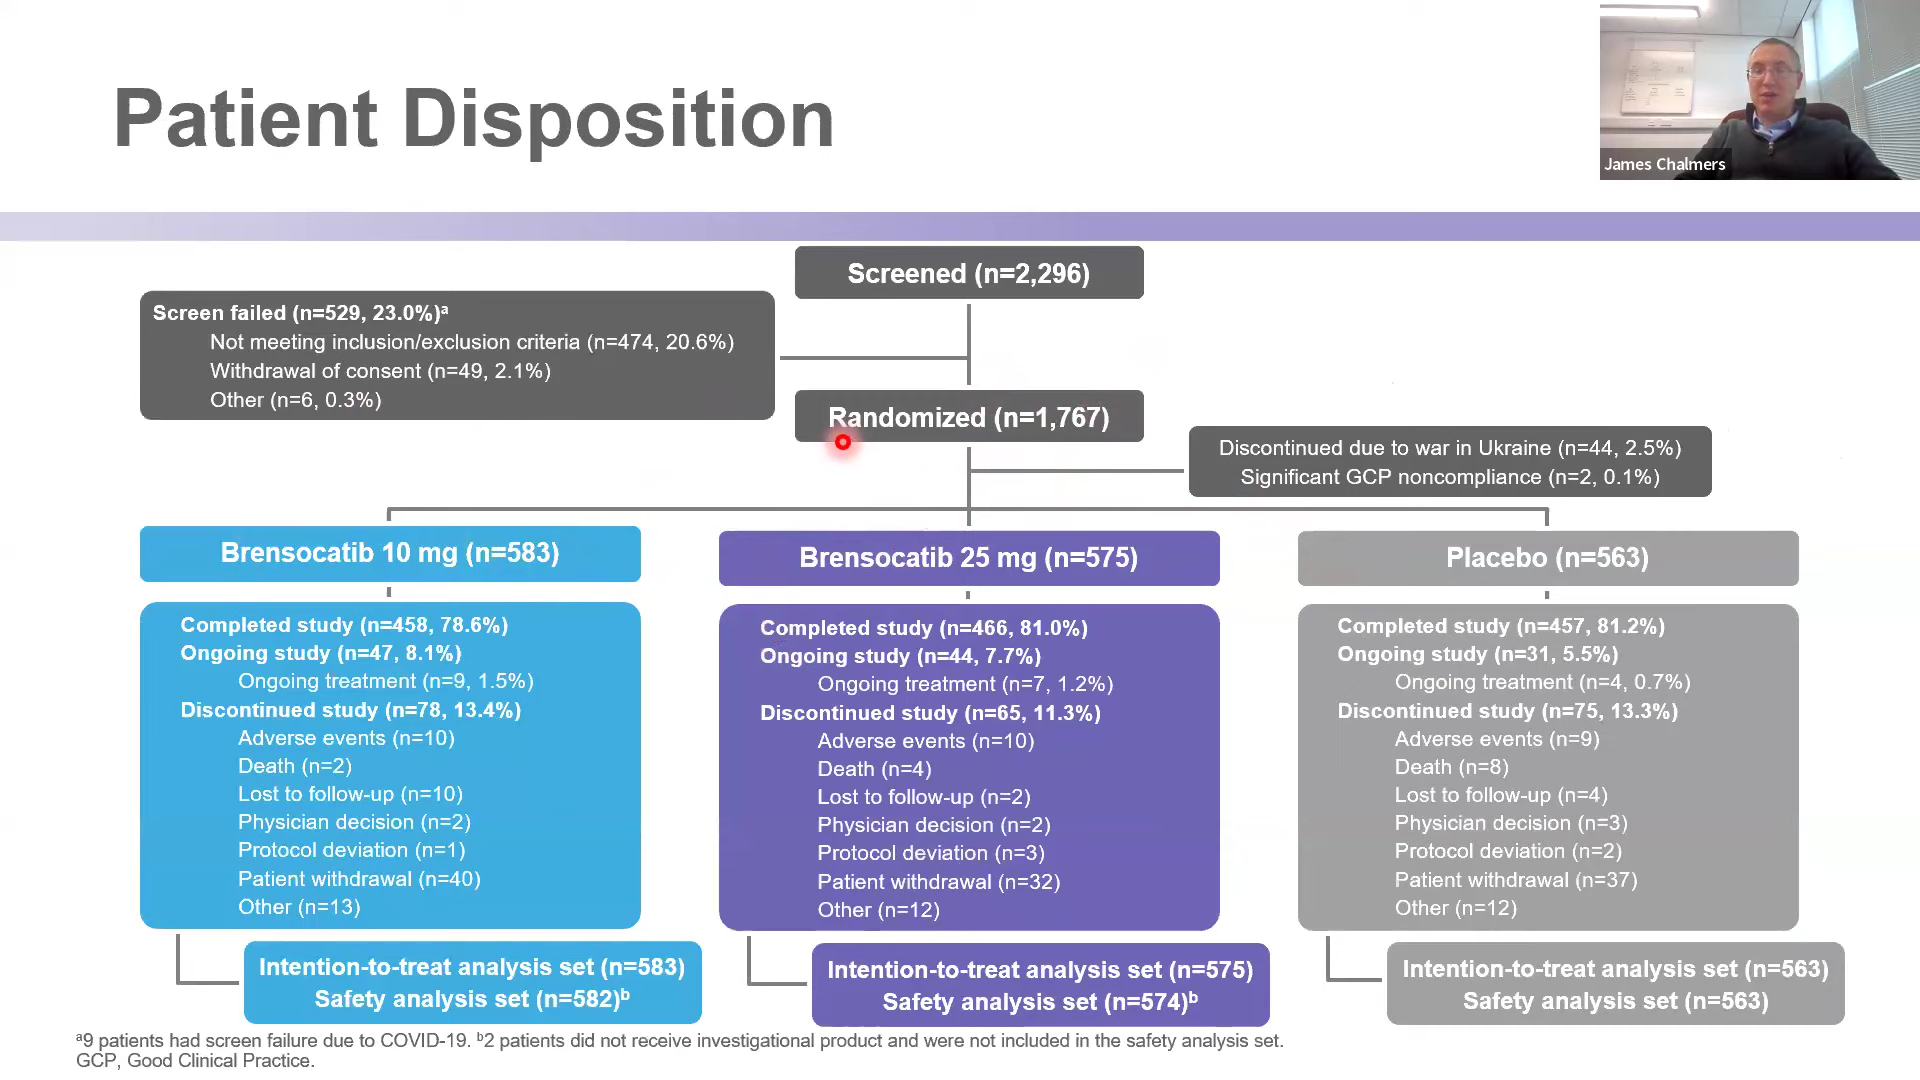 Patient Disposition
James Chalmers
Screened (n=2,296)
Screen failed (n=529, 23.0%)ᵃ
Not meeting inclusion/exclusion criteria (n=474, 20.6%)
Withdrawal of consent (n=49, 2.1%)
Other (n=6, 0.3%)
Randomized (n=1,767)
Discontinued due to war in Ukraine (n=44, 2.5%)
Significant GCP noncompliance (n=2, 0.1%)
Brensocatib 10 mg (n=583)
Completed study (n=458, 78.6%)
Ongoing study (n=47, 8.1%)
Ongoing treatment (n=9, 1.5%)
Discontinued study (n=78, 13.4%)
Adverse events (n=10)
Death (n=2)
Lost to follow-up (n=10)
Physician decision (n=2)
Protocol deviation (n=1)
Patient withdrawal (n=40)
Other (n=13)
Intention-to-treat analysis set (n=583)
Safety analysis set (n=582)ᵇ
Brensocatib 25 mg (n=575)
Completed study (n=466, 81.0%)
Ongoing study (n=44, 7.7%)
Ongoing treatment (n=7, 1.2%)
Discontinued study (n=65, 11.3%)
Adverse events (n=10)
Death (n=4)
Lost to follow-up (n=2)
Physician decision (n=2)
Protocol deviation (n=3)
Patient withdrawal (n=32)
Other (n=12)
Intention-to-treat analysis set (n=575)
Safety analysis set (n=574)ᵇ
Placebo (n=563)
Completed study (n=457, 81.2%)
Ongoing study (n=31, 5.5%)
Ongoing treatment (n=4, 0.7%)
Discontinued study (n=75, 13.3%)
Adverse events (n=9)
Death (n=8)
Lost to follow-up (n=4)
Physician decision (n=3)
Protocol deviation (n=2)
Patient withdrawal (n=37)
Other (n=12)
Intention-to-treat analysis set (n=563)
Safety analysis set (n=563)
ᵃ9 patients had screen failure due to COVID-19. ᵇ2 patients did not receive investigational product and were not included in the safety analysis set.
GCP, Good Clinical Practice.